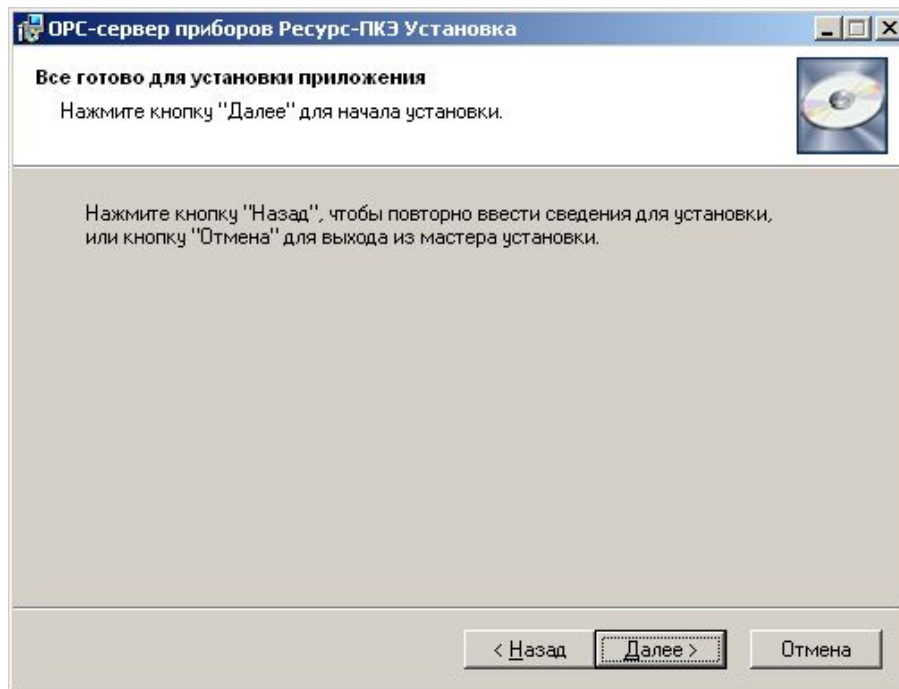 OPC-сервер приборов Ресурс-ПКЭ Установка
Все готово для установки приложения
Нажмите кнопку "Далее" для начала установки.
Нажмите кнопку "Назад", чтобы повторно ввести сведения для установки,
или кнопку "Отмена" для выхода из мастера установки.
< Назад Далее > Отмена